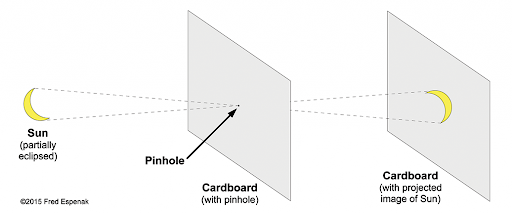 Sun
(partially
eclipsed)
Pinhole
Cardboard
(with pinhole)
Cardboard
(with projected
image of Sun)
©2015 Fred Espenak